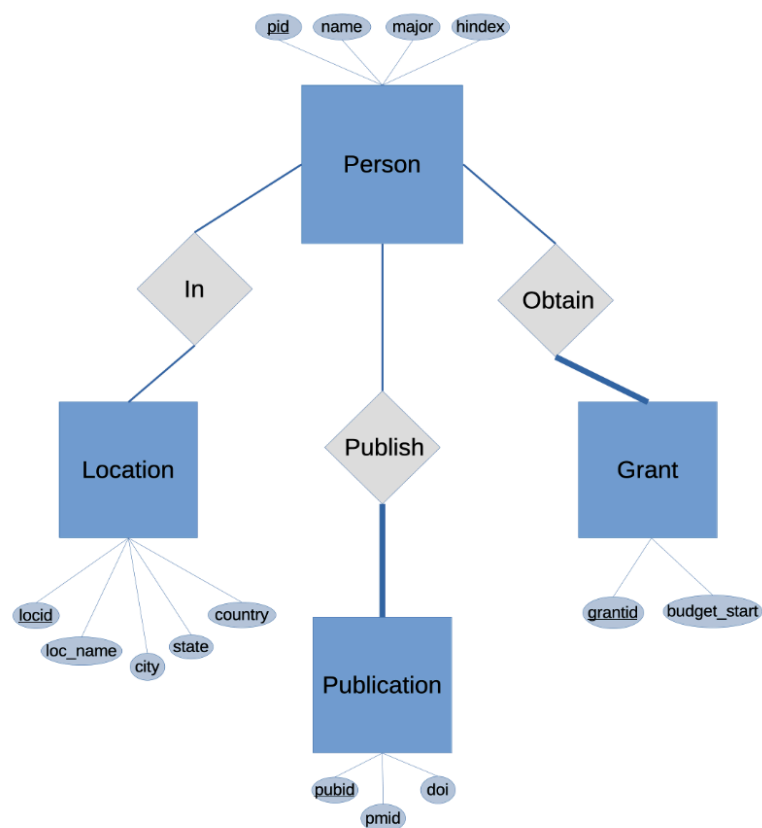 pid name major hindex
Person
In
Obtain
Publish
Location
Grant
locid
loc_name
city
state
country
grantid
budget_start
Publication
pubid
pmid
doi